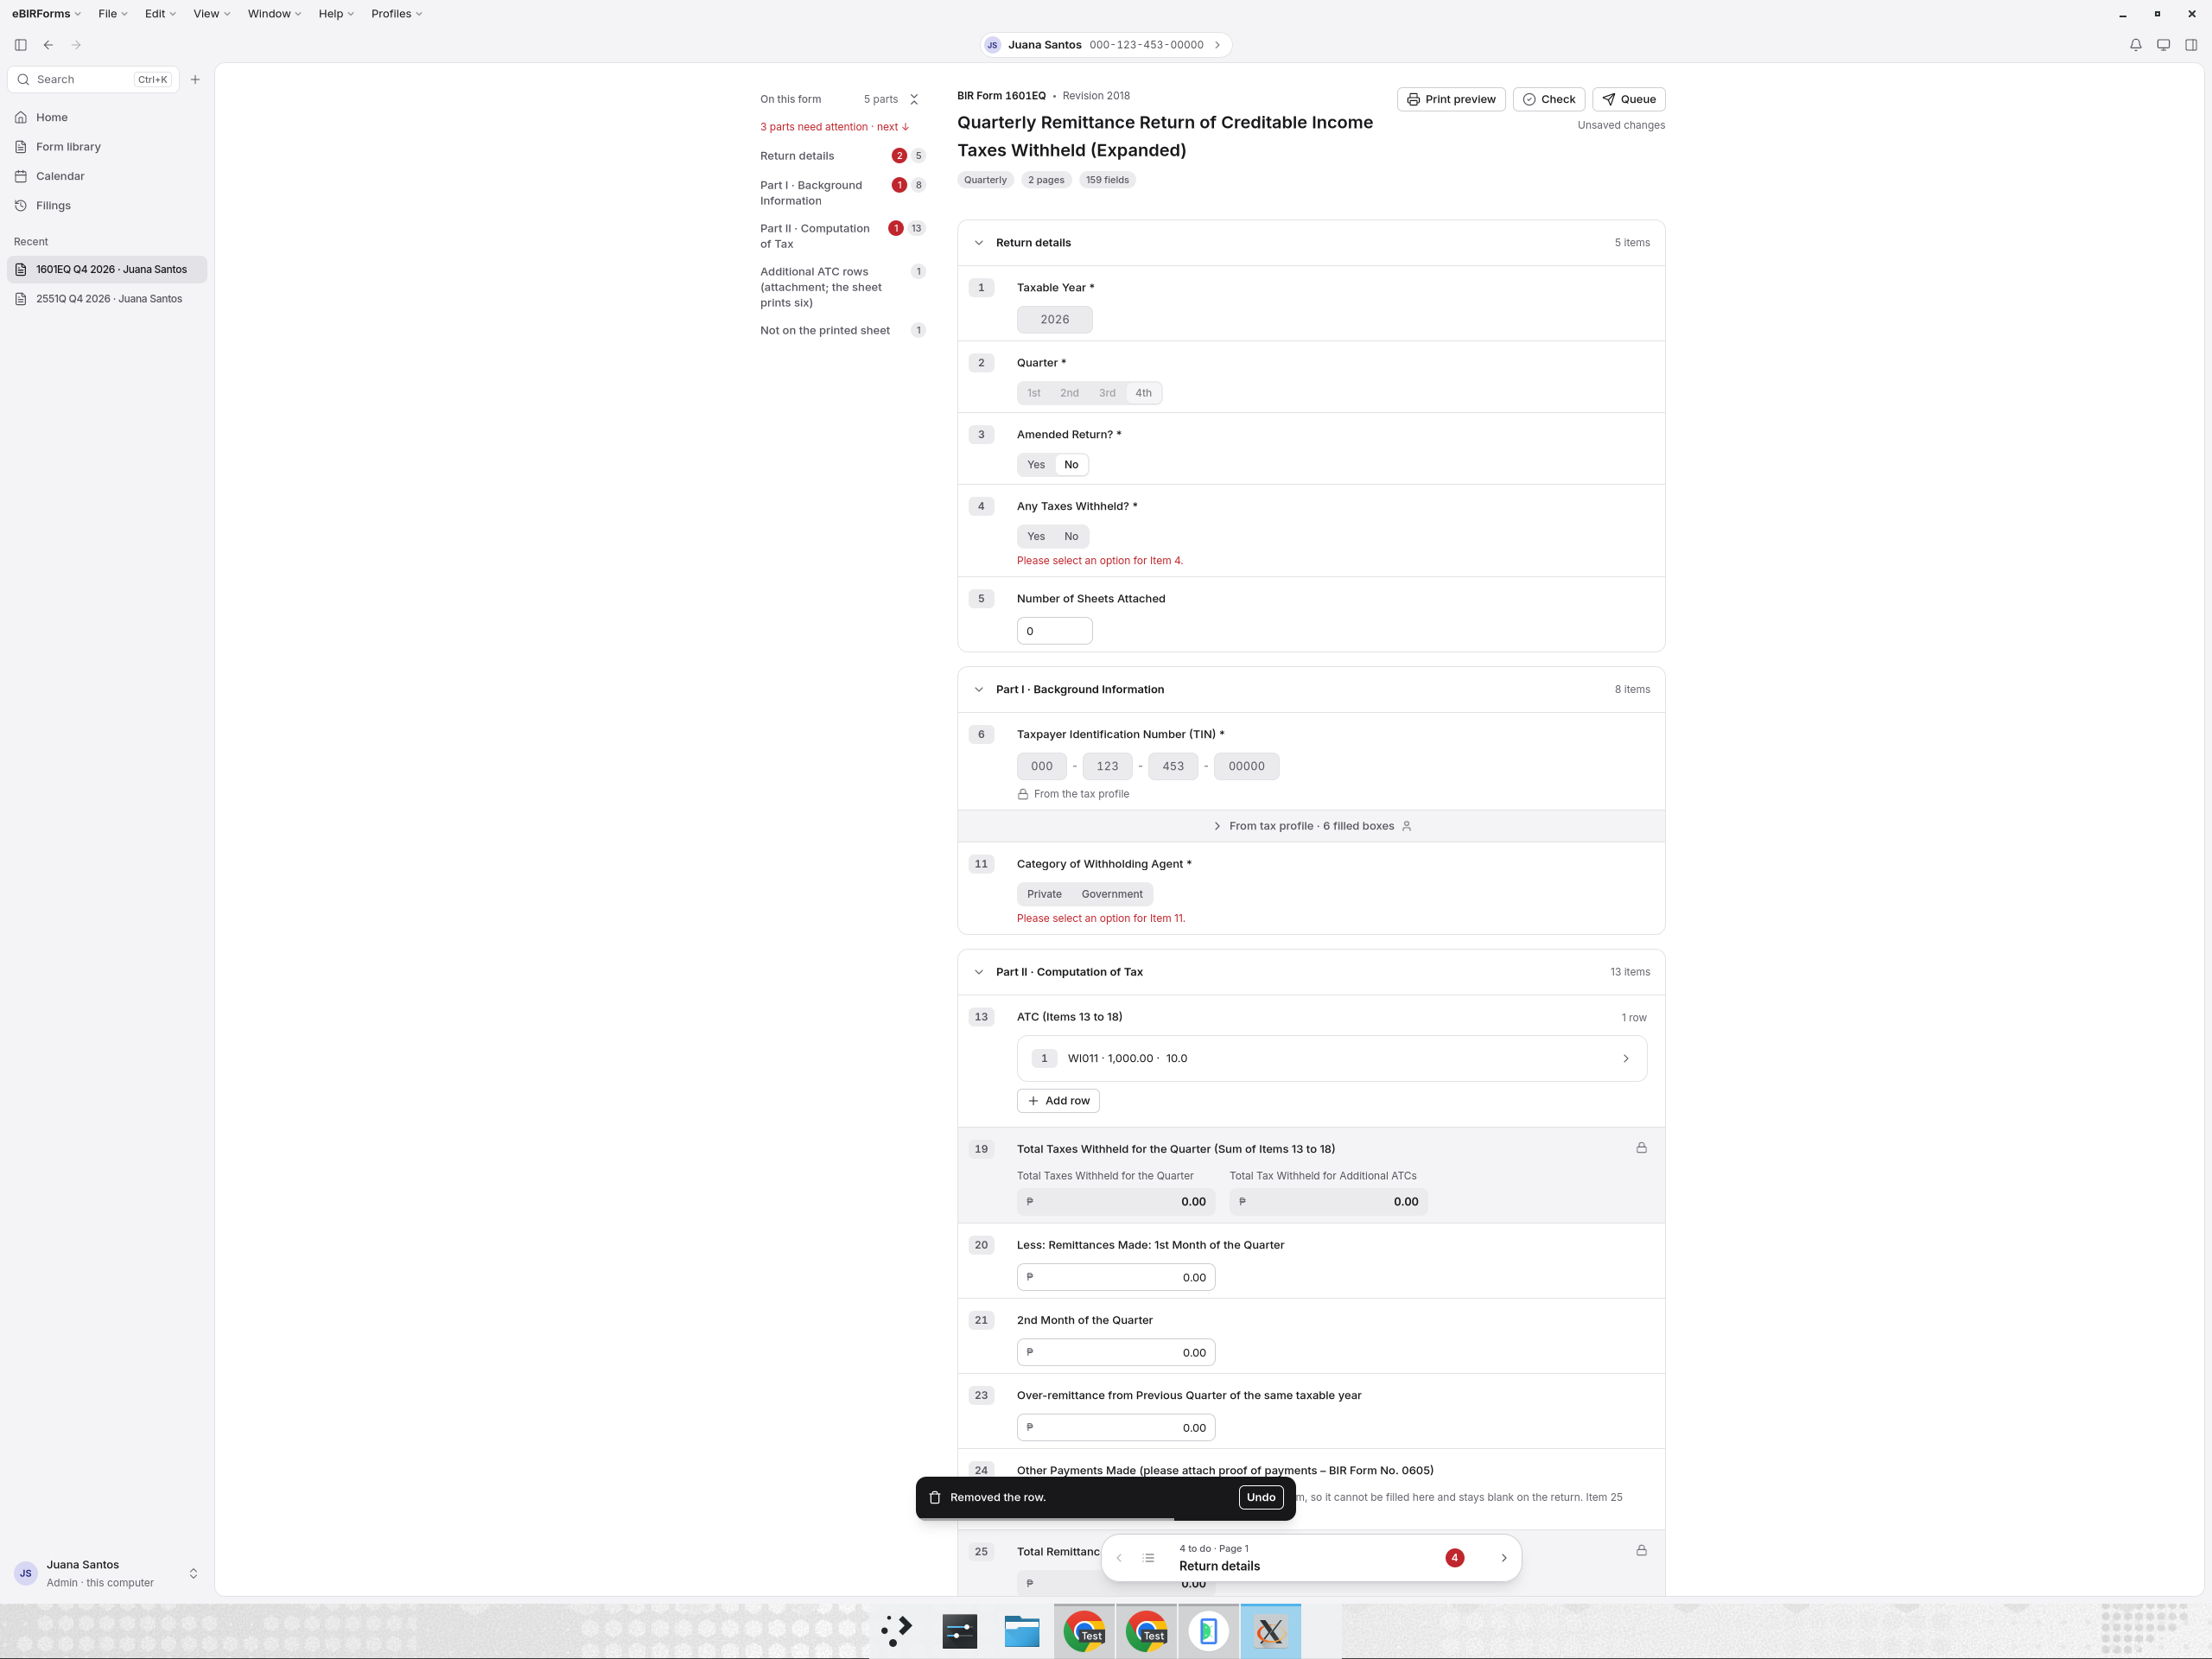 eBIRForms File Edit View Window Help Profiles
JS Juana Santos 000-123-453-00000
Search Ctrl+K
Home
Form library
Calendar
Filings
Recent
1601EQ Q4 2026 · Juana Santos
2551Q Q4 2026 · Juana Santos
On this form 5 parts
3 parts need attention · next ↓
Return details 2 5
Part I · Background
Information
1 8
Part II · Computation
of Tax
1 13
Additional ATC rows
(attachment; the sheet
prints six)
1
Not on the printed sheet 1
BIR Form 1601EQ • Revision 2018
Print preview Check Queue
Quarterly Remittance Return of Creditable Income
Taxes Withheld (Expanded)
Unsaved changes
Quarterly 2 pages 159 fields
Return details 5 items
1 Taxable Year *
2026
2 Quarter *
1st 2nd 3rd 4th
3 Amended Return? *
Yes No
4 Any Taxes Withheld? *
Yes No
Please select an option for Item 4.
5 Number of Sheets Attached
0
Part I · Background Information 8 items
6 Taxpayer Identification Number (TIN) *
000 - 123 - 453 - 00000
From the tax profile
From tax profile · 6 filled boxes
11 Category of Withholding Agent *
Private Government
Please select an option for Item 11.
Part II · Computation of Tax 13 items
13 ATC (Items 13 to 18) 1 row
1 WI011 · 1,000.00 · 10.0
Add row
19 Total Taxes Withheld for the Quarter (Sum of Items 13 to 18)
Total Taxes Withheld for the Quarter Total Tax Withheld for Additional ATCs
₱ 0.00 ₱ 0.00
20 Less: Remittances Made: 1st Month of the Quarter
₱ 0.00
21 2nd Month of the Quarter
₱ 0.00
23 Over-remittance from Previous Quarter of the same taxable year
₱ 0.00
24 Other Payments Made (please attach proof of payments – BIR Form No. 0605)
Removed the row. Undo
m, so it cannot be filled here and stays blank on the return. Item 25
25 Total Remittanc
₱ 0.00
4 to do · Page 1
Return details
4
JS Juana Santos
Admin · this computer
Test Test